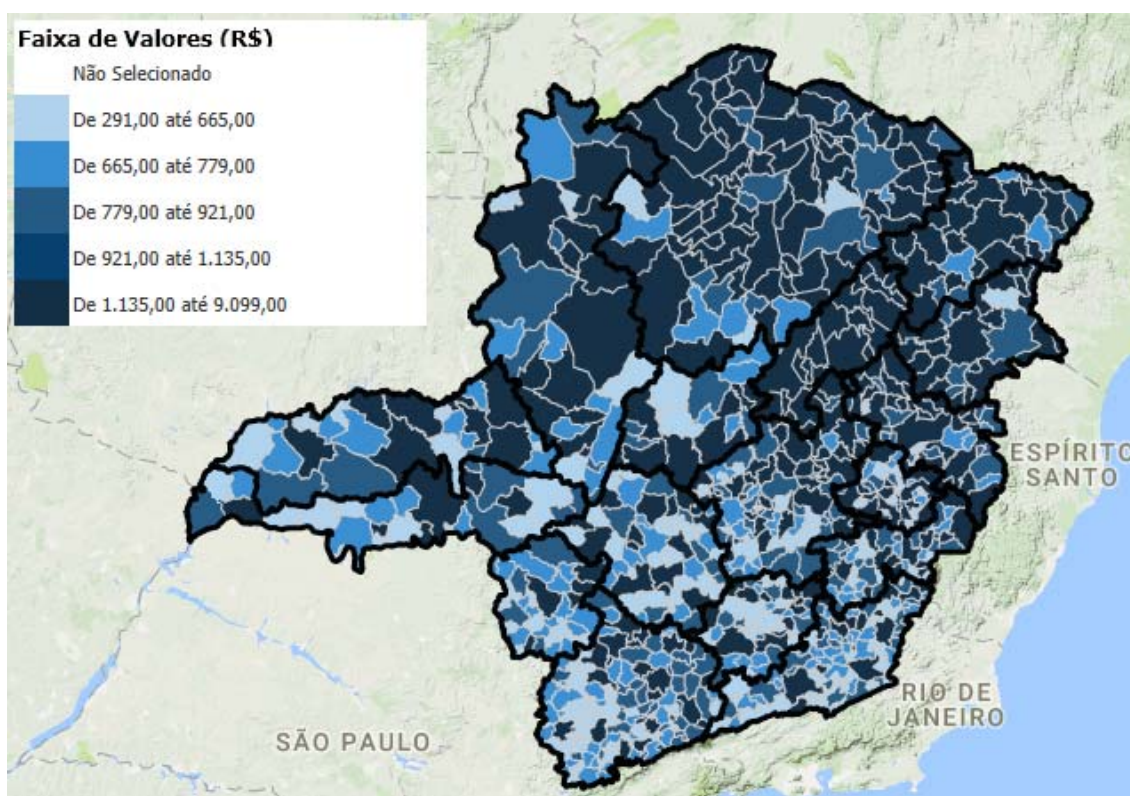 Faixa de Valores (R$)
Não Selecionado
De 291,00 até 665,00
De 665,00 até 779,00
De 779,00 até 921,00
De 921,00 até 1.135,00
De 1.135,00 até 9.099,00
ESPÍRITO
SANTO
RIO DE
JANEIRO
SÃO PAULO